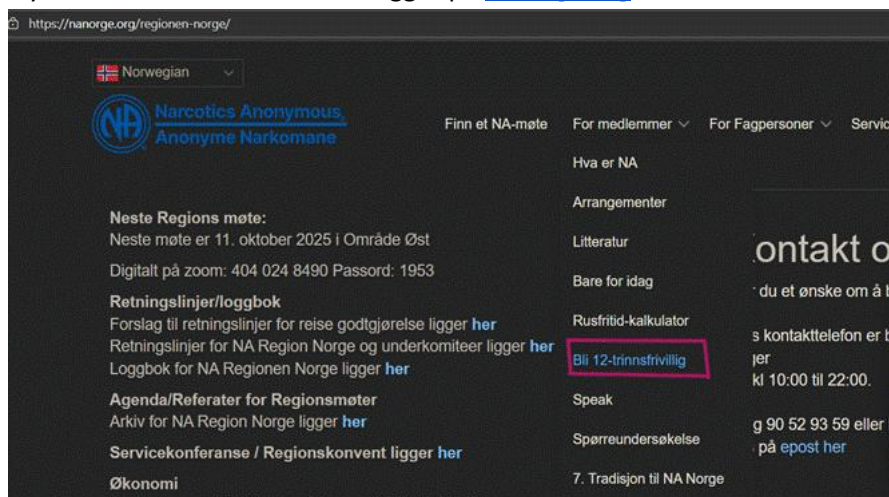 https://nanorge.org/regionen-norge/
Norwegian
Narcotics Anonymous
Anonyme Narkomane
NA
Finn et NA-møte
For medlemmer
For Fagpersoner
Hva er NA
Arrangementer
Litteratur
Bare for idag
Rusfritid-kalkulator
Bli 12-trinnsfrivillig
Speak
Spørreundersøkelse
7. Tradisjon til NA Norge
Neste Regions møte:
Neste møte er 11. oktober 2025 i Område Øst
Digitalt på zoom: 404 024 8490 Passord: 1953
Retningslinjer/loggbok
Forslag til retningslinjer for reise godtgjørelse ligger her
Retningslinjer for NA Region Norge og underkomiteer ligger her
Loggbok for NA Regionen Norge ligger her
Agenda/Referater for Regionsmøter
Arkiv for NA Region Norge ligger her
Servicekonferanse / Regionskonvent ligger her
Økonomi
ontakt o
du et ønske om å b
s kontakttelefon er b
jer
kl 10:00 til 22:00.
g 90 52 93 59 eller
på epost her